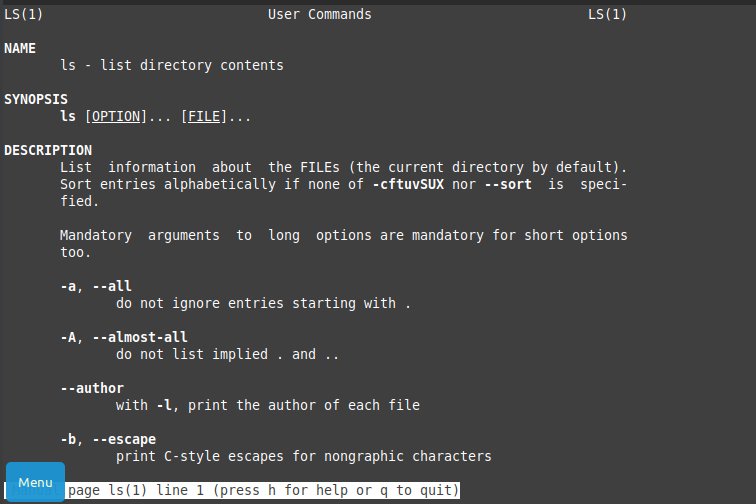 LS(1) User Commands LS(1)
NAME
ls - list directory contents
SYNOPSIS
ls [OPTION]... [FILE]...
DESCRIPTION
List information about the FILEs (the current directory by default).
Sort entries alphabetically if none of -cftuvSUX nor --sort is speci-
fied.
Mandatory arguments to long options are mandatory for short options
too.
-a, --all
do not ignore entries starting with .
-A, --almost-all
do not list implied . and ..
--author
with -l, print the author of each file
-b, --escape
print C-style escapes for nongraphic characters
Menu
page ls(1) line 1 (press h for help or q to quit)